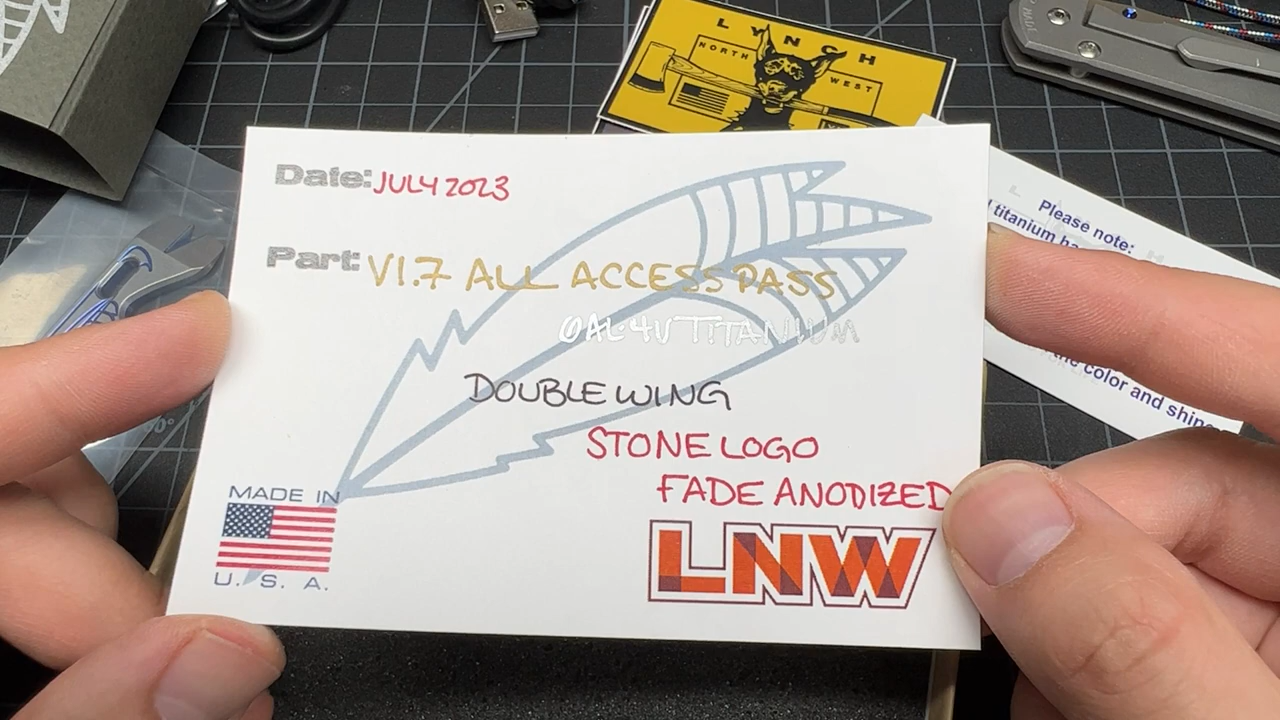 LYNCH
NORTH WEST
Date: JULY 2023
Part: V1.7 ALL ACCESS PASS
6AL-4V TITANIUM
DOUBLE WING
STONE LOGO
FADE ANODIZED
MADE IN
U. S. A.
LNW
Please note:
titanium
the color and shine